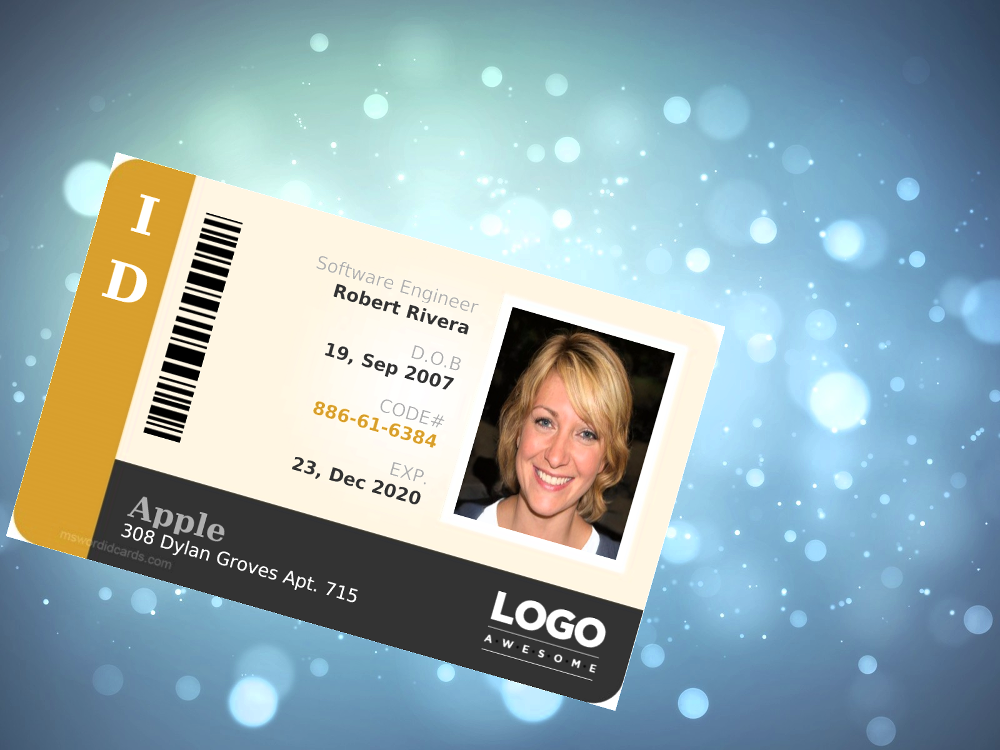 I
D
Software Engineer
Robert Rivera
D.O.B
19, Sep 2007
CODE#
886-61-6384
EXP.
23, Dec 2020
Apple
308 Dylan Groves Apt. 715
mswordidcards.com
LOGO
A·W·E·S·O·M·E